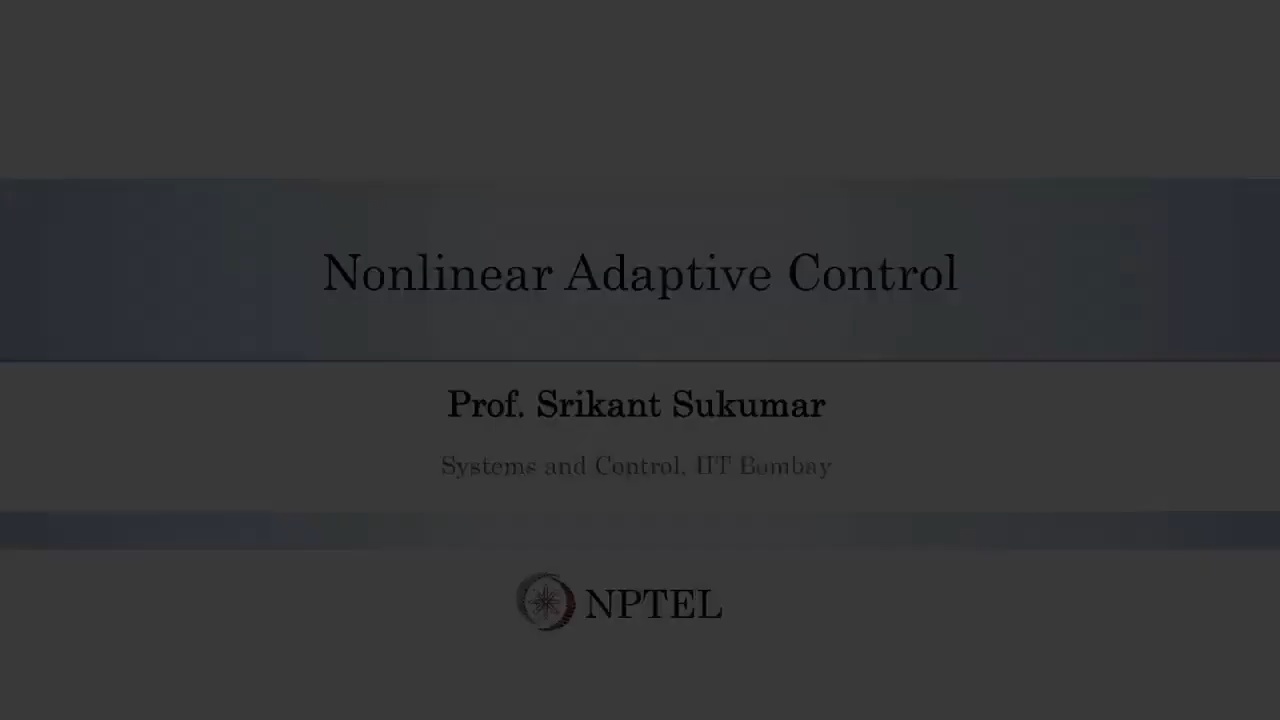 Nonlinear Adaptive Control
Prof. Srikant Sukumar
Systems and Control, IIT Bombay
NPTEL